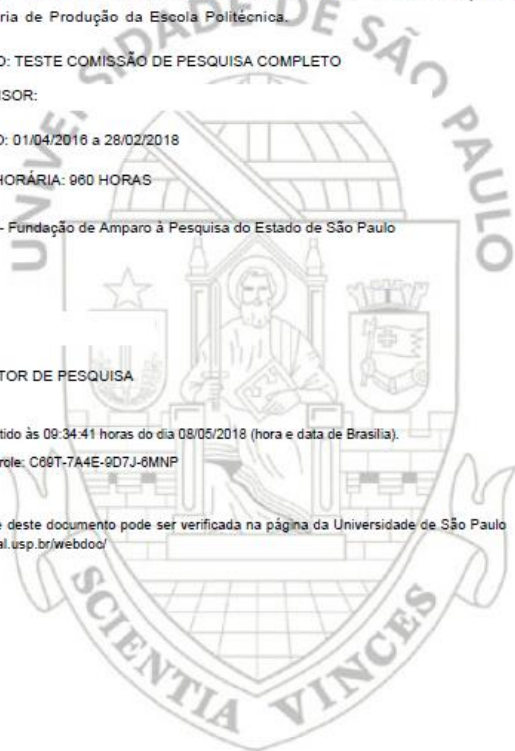 ria de Produção da Escola Politécnica.
O: TESTE COMISSÃO DE PESQUISA COMPLETO
ISOR:
O: 01/04/2016 a 28/02/2018
HORÁRIA: 960 HORAS
- Fundação de Amparo à Pesquisa do Estado de São Paulo
TOR DE PESQUISA
tido às 09:34:41 horas do dia 08/05/2018 (hora e data de Brasília).
role: C69T-7A4E-9D7J-6MNP
e deste documento pode ser verificada na página da Universidade de São Paulo
al.usp.br/webdoc/
UNIVERSIDADE DE SÃO PAULO
SCIENTIA VINCES